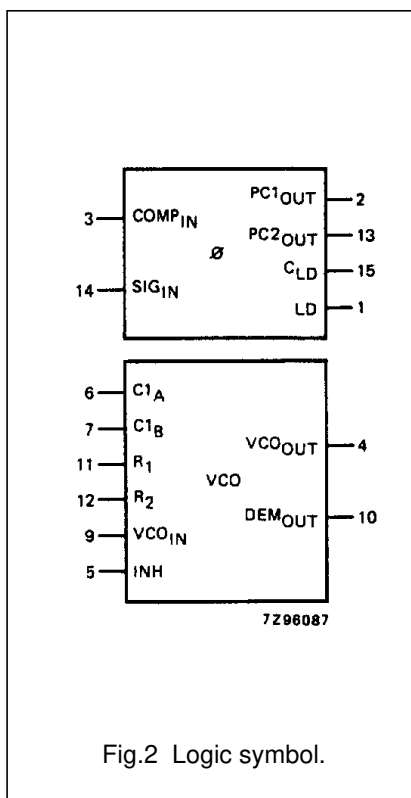 PC1OUT 2
3 COMPIN
PC2OUT 13
Ø
CLD 15
14 SIGIN
LD 1
6 C1A
7 C1B
VCOOUT 4
11 R1
VCO
12 R2
DEMOUT 10
9 VCOIN
5 INH
7Z96087
Fig.2 Logic symbol.